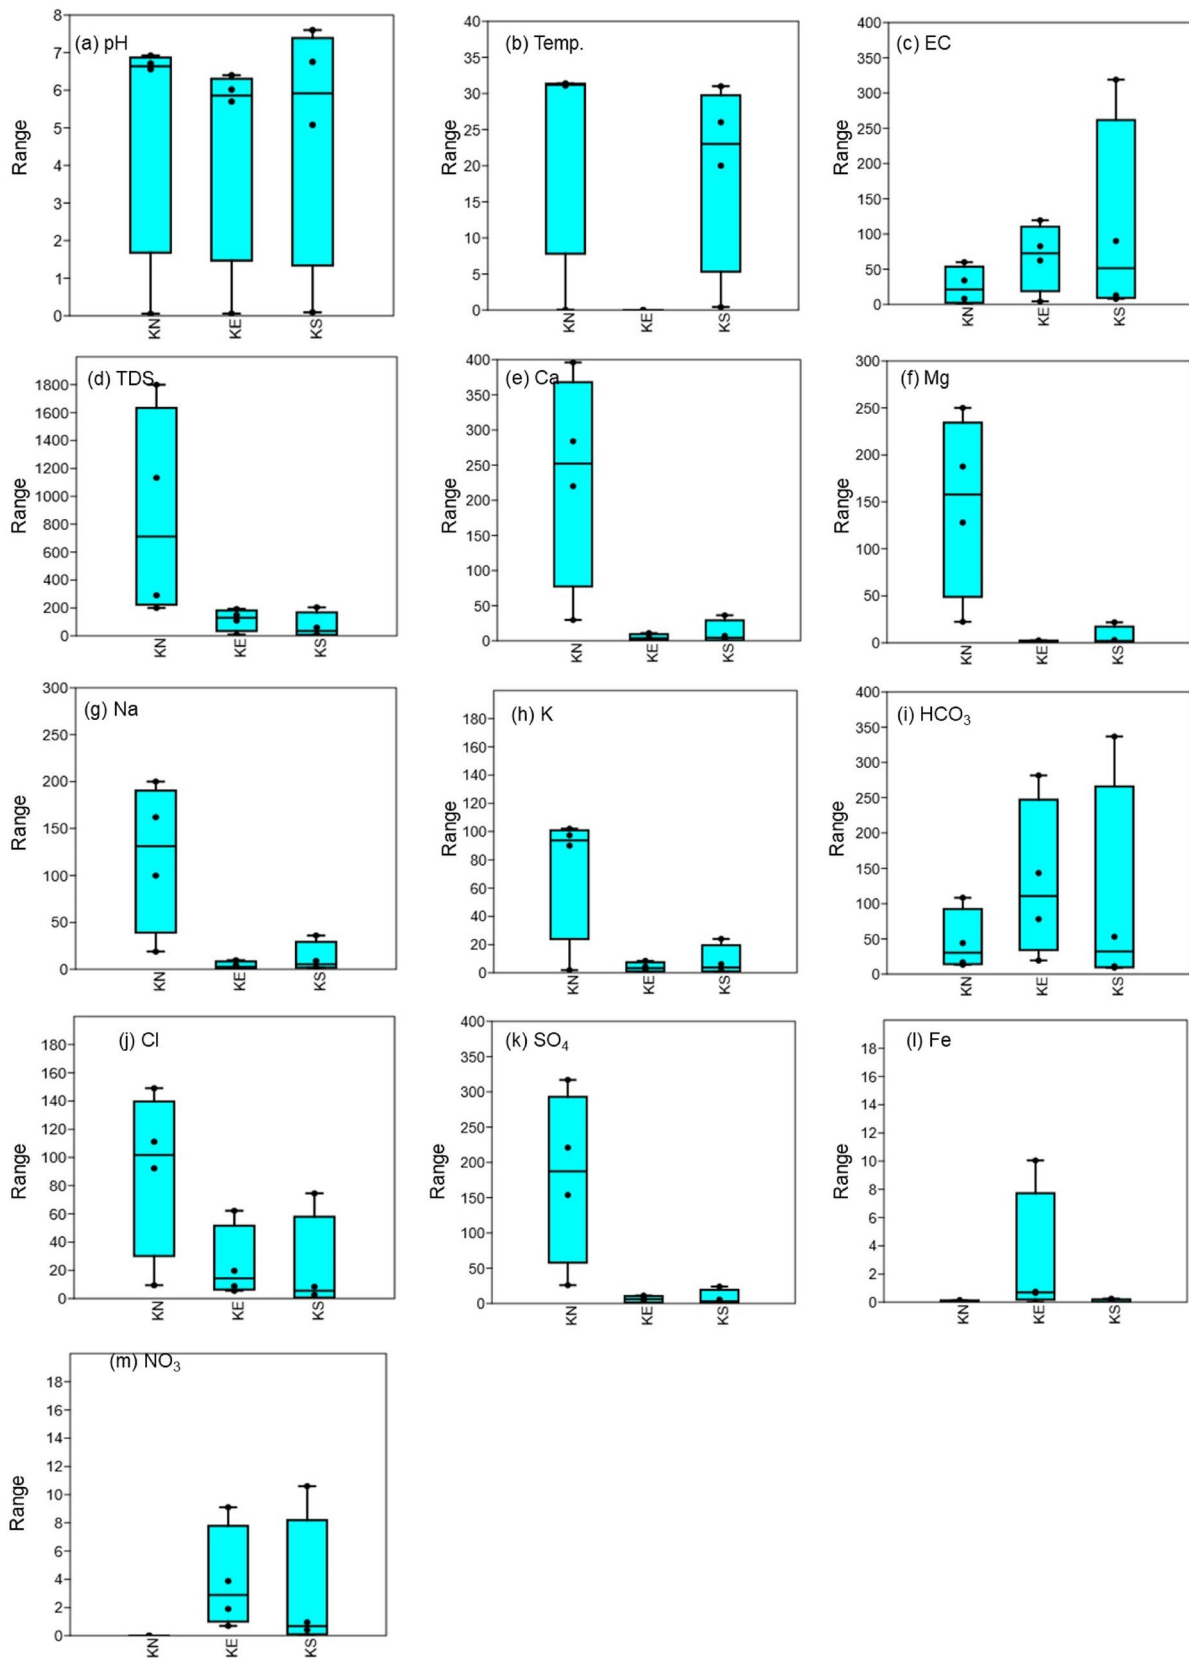 (a) pH
Range
8
7
6
5
4
3
2
1
0
KN
KE
KS
(b) Temp.
Range
40
35
30
25
20
15
10
5
0
KN
KE
KS
(c) EC
Range
400
350
300
250
200
150
100
50
0
KN
KE
KS
(d) TDS
Range
1800
1600
1400
1200
1000
800
600
400
200
0
KN
KE
KS
(e) Ca
Range
400
350
300
250
200
150
100
50
0
KN
KE
KS
(f) Mg
Range
300
250
200
150
100
50
0
KN
KE
KS
(g) Na
Range
300
250
200
150
100
50
0
KN
KE
KS
(h) K
Range
180
160
140
120
100
80
60
40
20
0
KN
KE
KS
(i) HCO₃
Range
400
350
300
250
200
150
100
50
0
KN
KE
KS
(j) Cl
Range
180
160
140
120
100
80
60
40
20
0
KN
KE
KS
(k) SO₄
Range
400
350
300
250
200
150
100
50
0
KN
KE
KS
(l) Fe
Range
18
16
14
12
10
8
6
4
2
0
KN
KE
KS
(m) NO₃
Range
18
16
14
12
10
8
6
4
2
0
KN
KE
KS